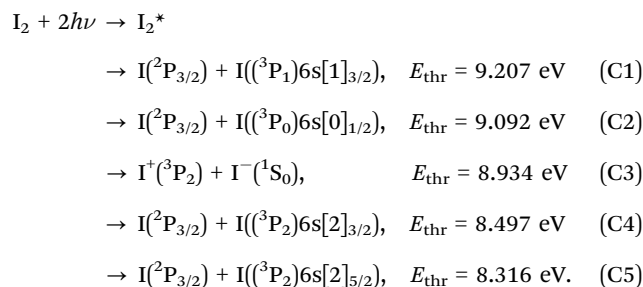 I₂ + 2hν → I₂*
→ I(²P₃/₂) + I((³P₁)6s[1]₃/₂), E_thr = 9.207 eV (C1)
→ I(²P₃/₂) + I((³P₀)6s[0]₁/₂), E_thr = 9.092 eV (C2)
→ I⁺(³P₂) + I⁻(¹S₀), E_thr = 8.934 eV (C3)
→ I(²P₃/₂) + I((³P₂)6s[2]₃/₂), E_thr = 8.497 eV (C4)
→ I(²P₃/₂) + I((³P₂)6s[2]₅/₂), E_thr = 8.316 eV. (C5)